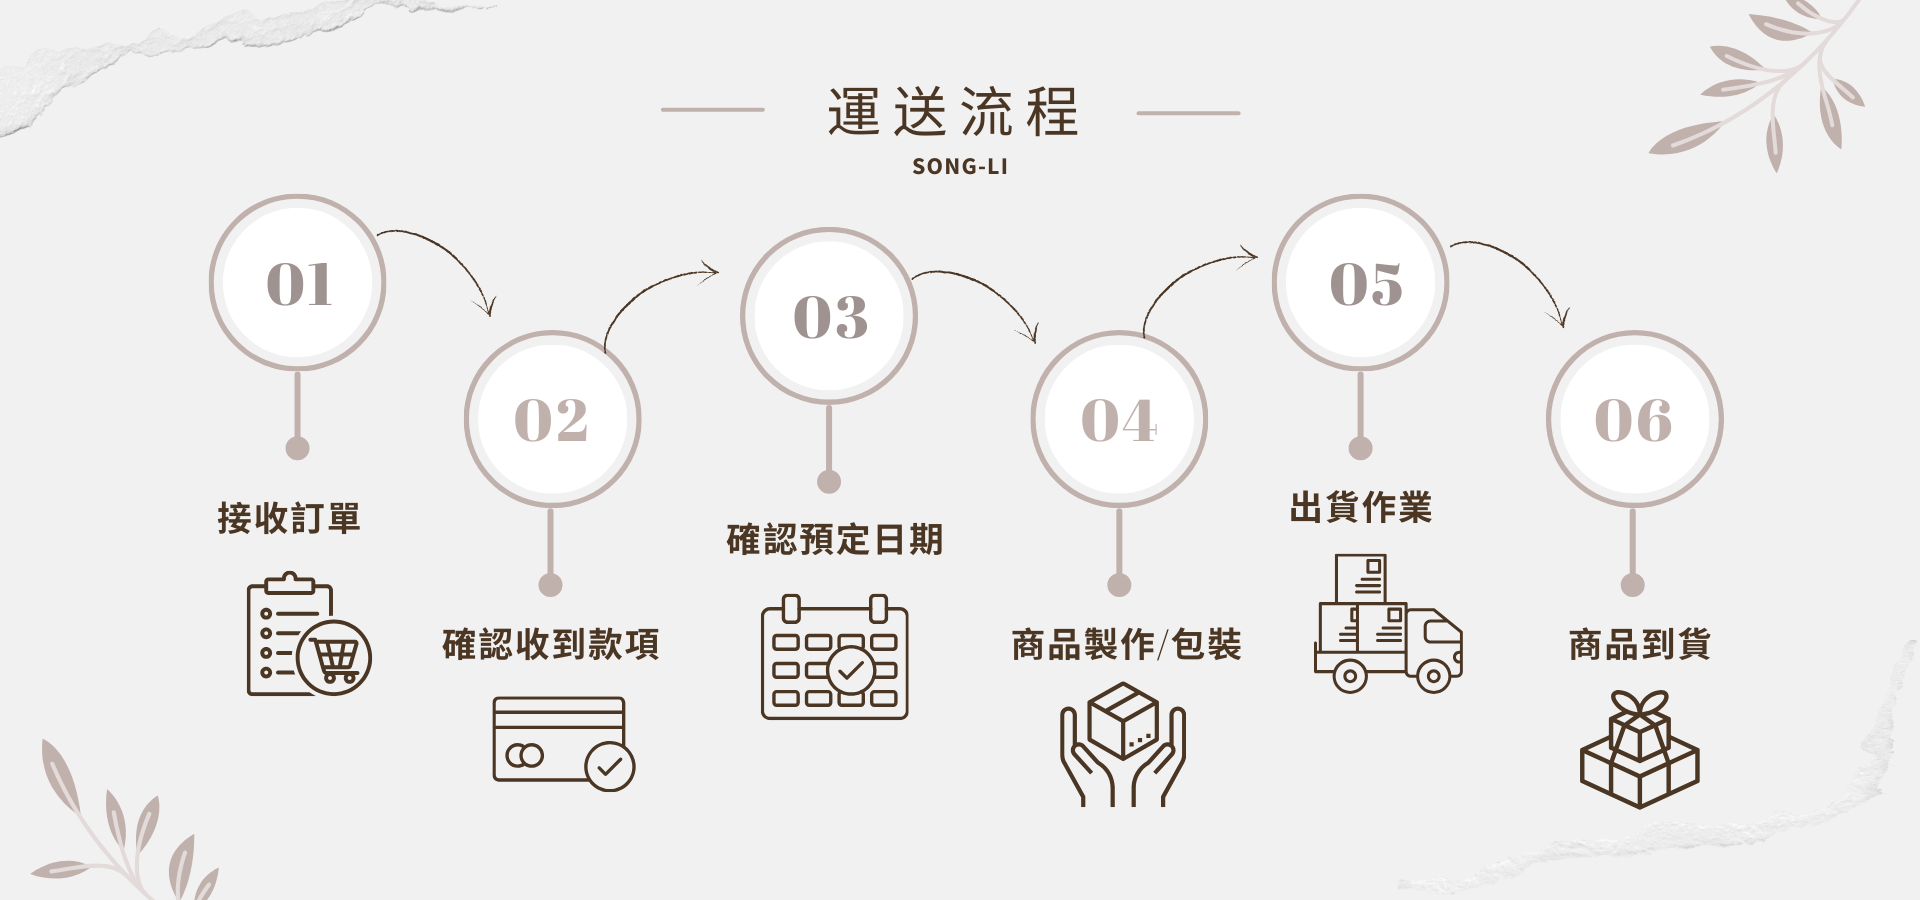 運送流程
SONG-LI
01
接收訂單
02
確認收到款項
03
確認預定日期
04
商品製作/包裝
05
出貨作業
06
商品到貨